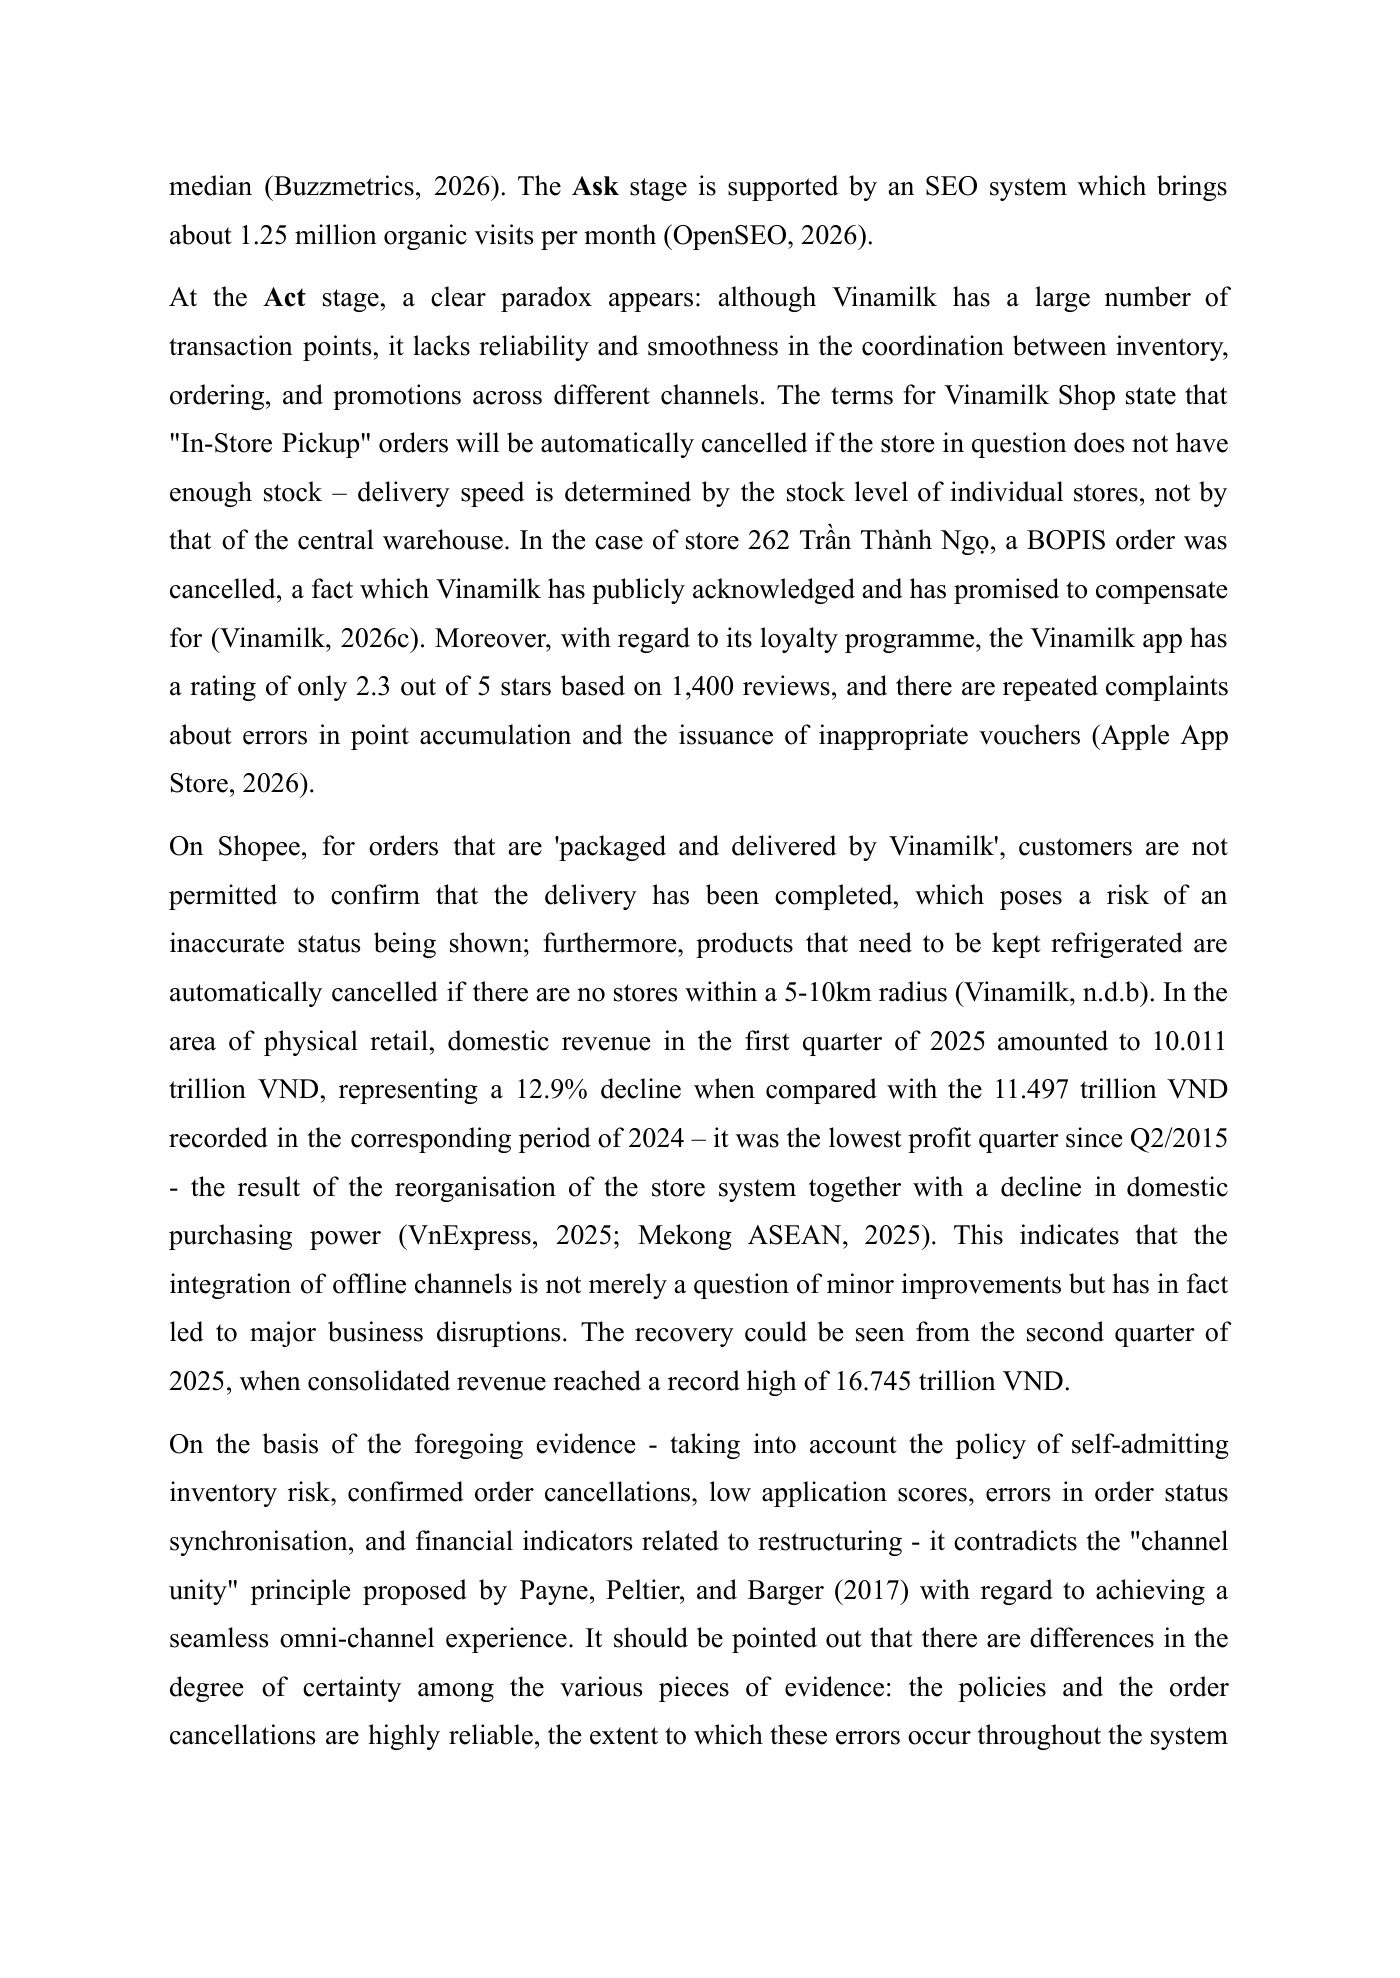 median (Buzzmetrics, 2026). The Ask stage is supported by an SEO system which brings
about 1.25 million organic visits per month (OpenSEO, 2026).
At the Act stage, a clear paradox appears: although Vinamilk has a large number of
transaction points, it lacks reliability and smoothness in the coordination between inventory,
ordering, and promotions across different channels. The terms for Vinamilk Shop state that
"In-Store Pickup" orders will be automatically cancelled if the store in question does not have
enough stock – delivery speed is determined by the stock level of individual stores, not by
that of the central warehouse. In the case of store 262 Trần Thành Ngọ, a BOPIS order was
cancelled, a fact which Vinamilk has publicly acknowledged and has promised to compensate
for (Vinamilk, 2026c). Moreover, with regard to its loyalty programme, the Vinamilk app has
a rating of only 2.3 out of 5 stars based on 1,400 reviews, and there are repeated complaints
about errors in point accumulation and the issuance of inappropriate vouchers (Apple App
Store, 2026).
On Shopee, for orders that are 'packaged and delivered by Vinamilk', customers are not
permitted to confirm that the delivery has been completed, which poses a risk of an
inaccurate status being shown; furthermore, products that need to be kept refrigerated are
automatically cancelled if there are no stores within a 5-10km radius (Vinamilk, n.d.b). In the
area of physical retail, domestic revenue in the first quarter of 2025 amounted to 10.011
trillion VND, representing a 12.9% decline when compared with the 11.497 trillion VND
recorded in the corresponding period of 2024 – it was the lowest profit quarter since Q2/2015
- the result of the reorganisation of the store system together with a decline in domestic
purchasing power (VnExpress, 2025; Mekong ASEAN, 2025). This indicates that the
integration of offline channels is not merely a question of minor improvements but has in fact
led to major business disruptions. The recovery could be seen from the second quarter of
2025, when consolidated revenue reached a record high of 16.745 trillion VND.
On the basis of the foregoing evidence - taking into account the policy of self-admitting
inventory risk, confirmed order cancellations, low application scores, errors in order status
synchronisation, and financial indicators related to restructuring - it contradicts the "channel
unity" principle proposed by Payne, Peltier, and Barger (2017) with regard to achieving a
seamless omni-channel experience. It should be pointed out that there are differences in the
degree of certainty among the various pieces of evidence: the policies and the order
cancellations are highly reliable, the extent to which these errors occur throughout the system